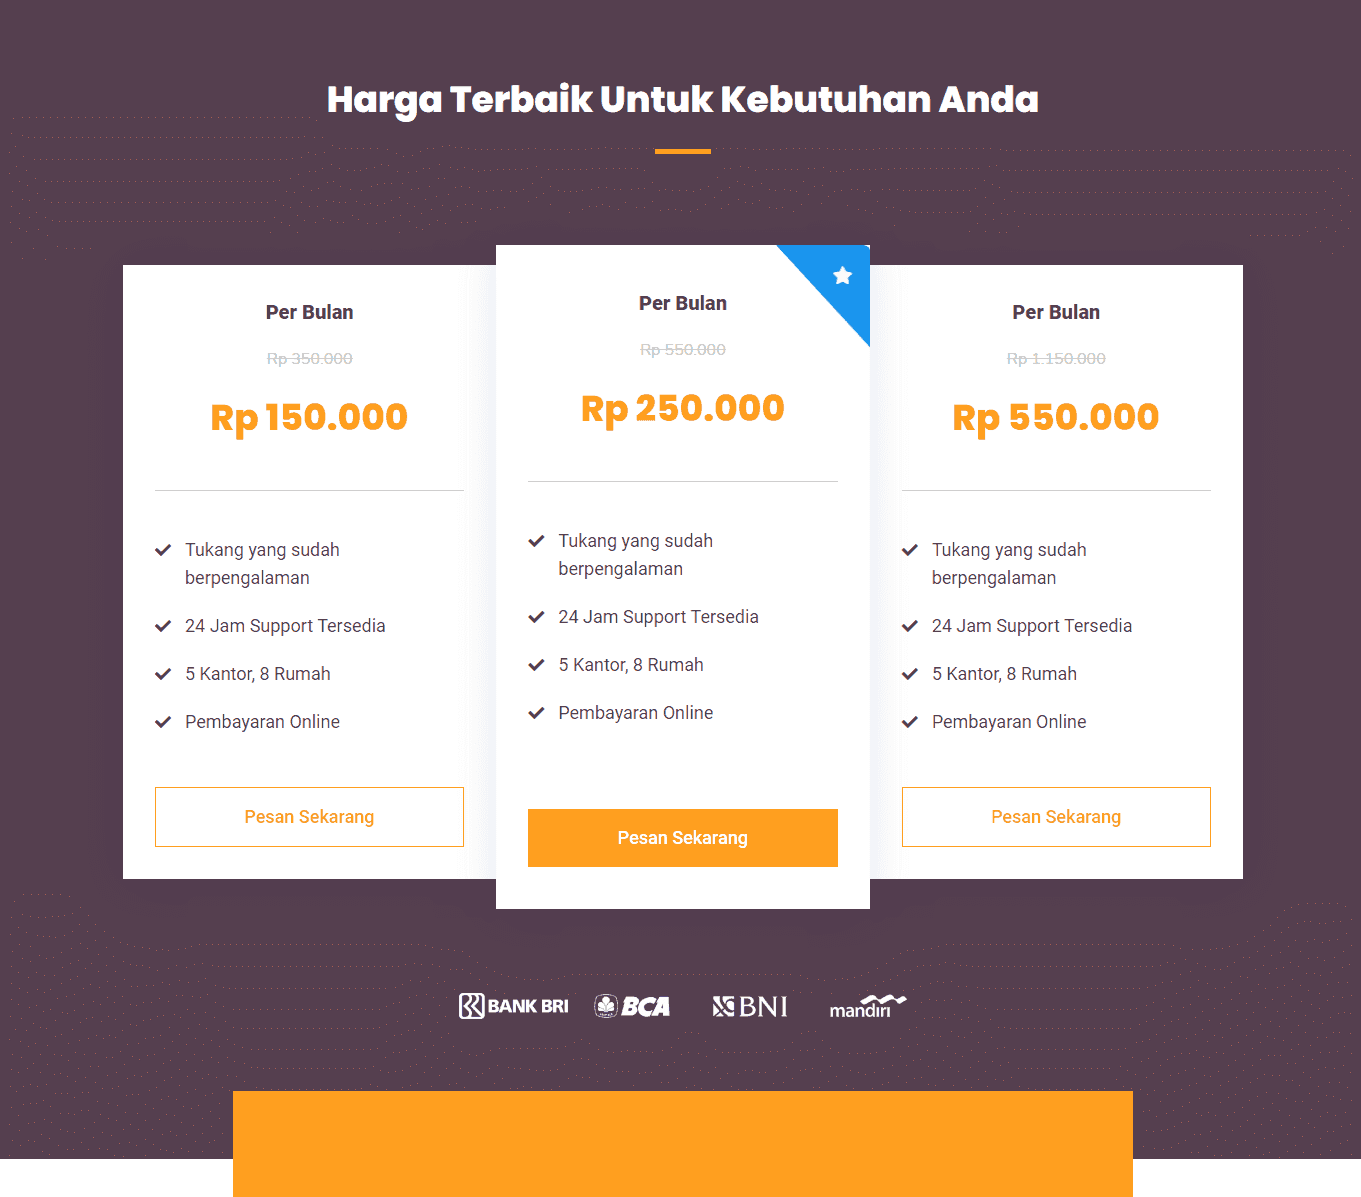 Harga Terbaik Untuk Kebutuhan Anda
Per Bulan
Rp 350.000
Rp 150.000
Tukang yang sudah
berpengalaman
24 Jam Support Tersedia
5 Kantor, 8 Rumah
Pembayaran Online
Pesan Sekarang
Per Bulan
Rp 550.000
Rp 250.000
Tukang yang sudah
berpengalaman
24 Jam Support Tersedia
5 Kantor, 8 Rumah
Pembayaran Online
Pesan Sekarang
Per Bulan
Rp 1.150.000
Rp 550.000
Tukang yang sudah
berpengalaman
24 Jam Support Tersedia
5 Kantor, 8 Rumah
Pembayaran Online
Pesan Sekarang
BANK BRI BCA BNI mandiri